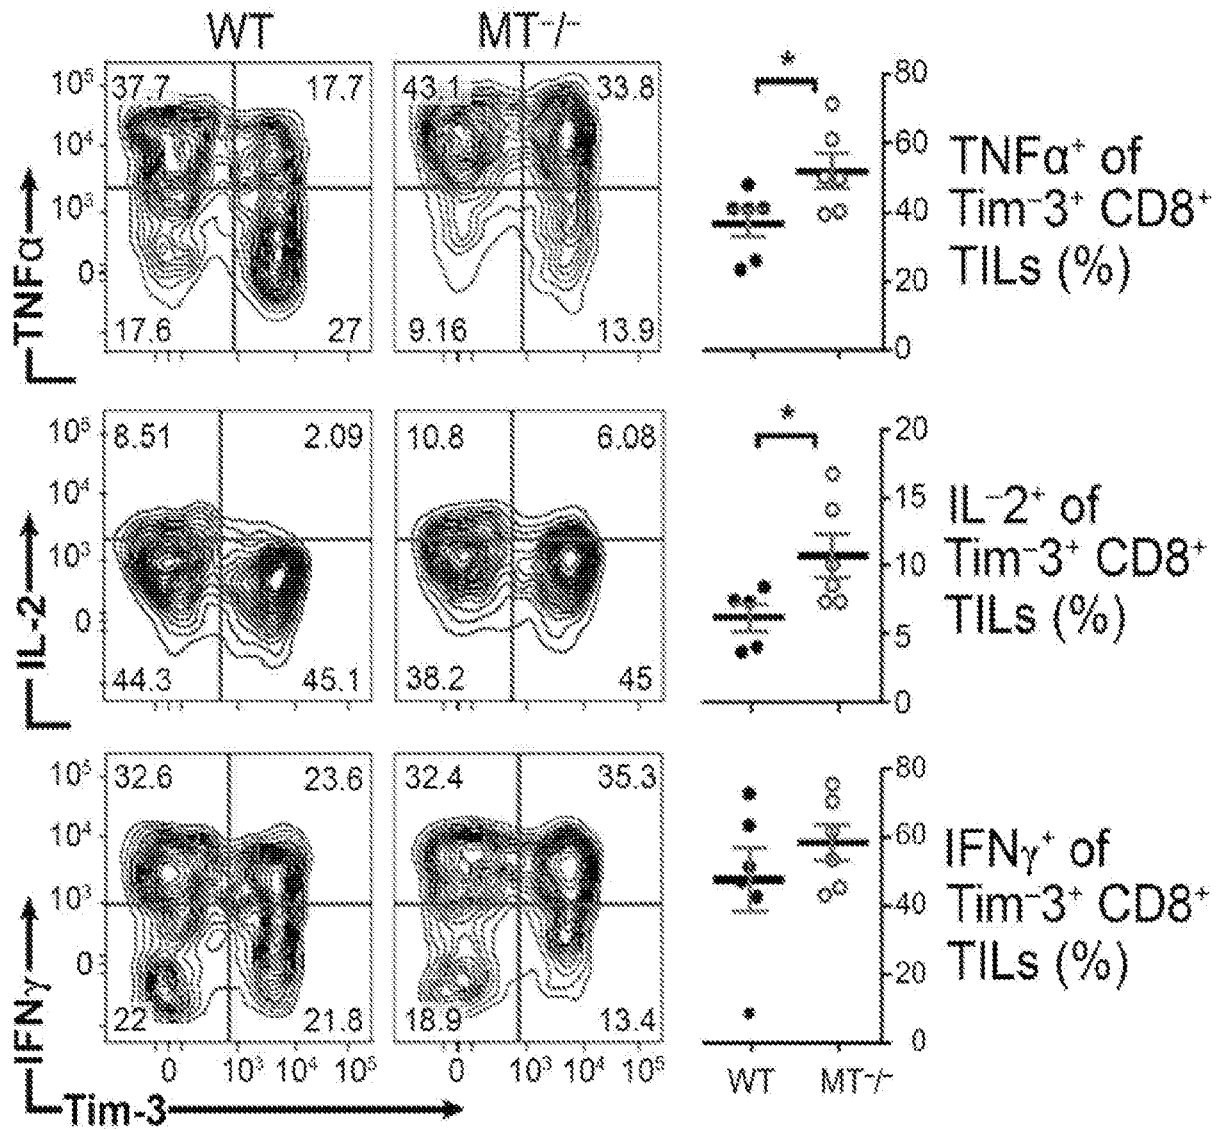 WT MT⁻/⁻
10⁵ 37.7 17.7 43.1 33.8 * 80
10⁴ 60
10³ 40
0 20
17.6 27 9.16 13.9 0
TNFα
TNFα⁺ of
Tim⁻3⁺ CD8⁺
TILs (%)
10⁵ 8.51 2.09 10.8 6.08 * 20
10⁴ 15
10³ 10
0 5
44.3 45.1 38.2 45 0
IL-2
IL⁻2⁺ of
Tim⁻3⁺ CD8⁺
TILs (%)
10⁵ 32.6 23.6 32.4 35.3 80
10⁴ 60
10³ 40
0 20
22 21.8 18.9 13.4 0
IFNγ
IFNγ⁺ of
Tim⁻3⁺ CD8⁺
TILs (%)
0 10³ 10⁴ 10⁵ 0 10³ 10⁴ 10⁵ WT MT⁻/⁻
Tim-3